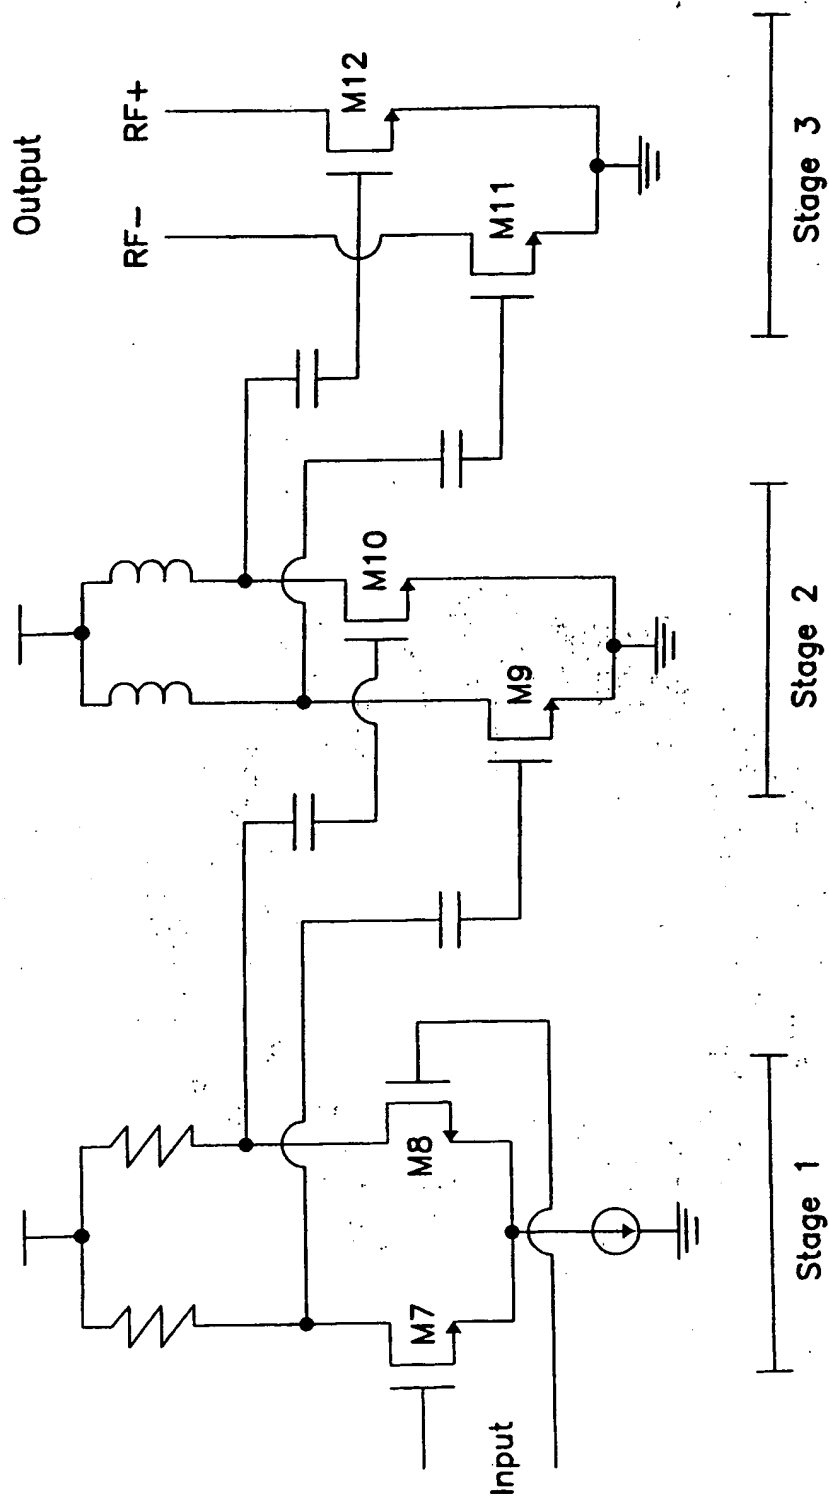 Output
RF-
RF+
M12
M11
M10
M9
M8
M7
Input
Stage 1
Stage 2
Stage 3